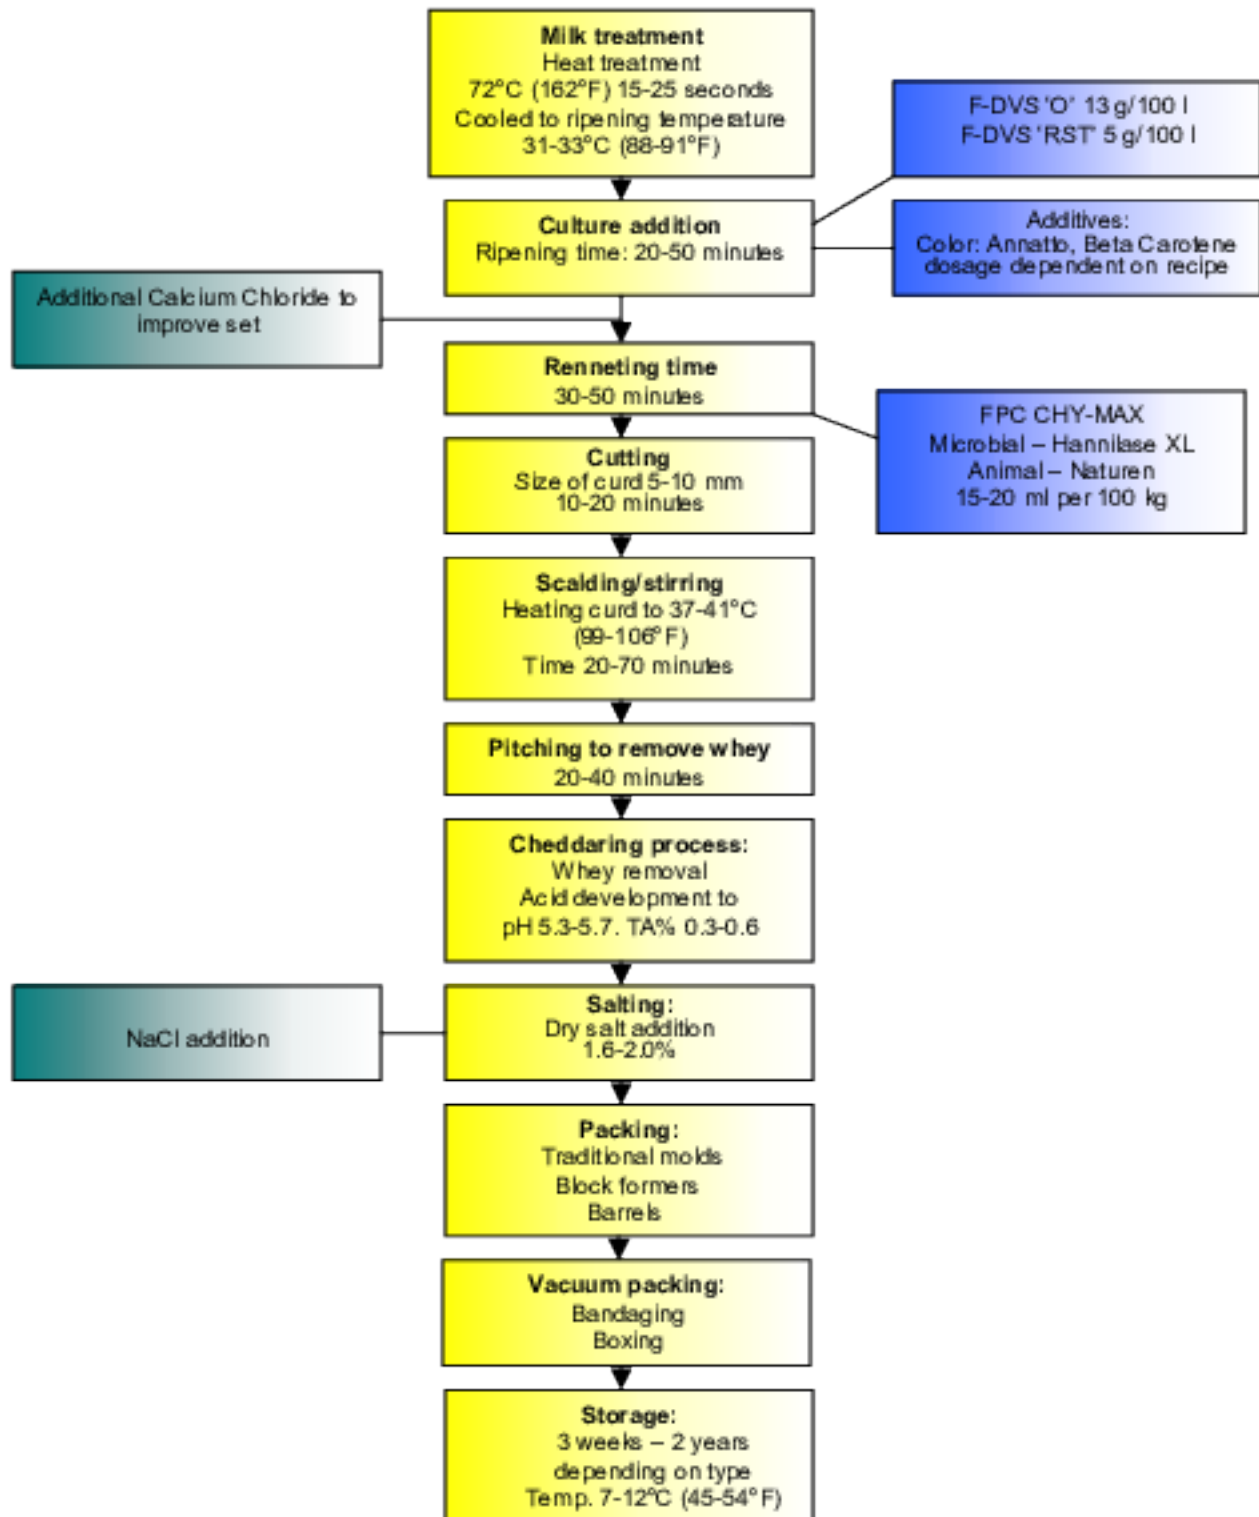 Milk treatment
Heat treatment
72°C (162°F) 15-25 seconds
Cooled to ripening temperature
31-33°C (88-91°F)
F-DVS 'O' 13 g/100 l
F-DVS 'RST' 5 g/100 l
Culture addition
Ripening time: 20-50 minutes
Additives:
Color: Annatto, Beta Carotene
dosage dependent on recipe
Additional Calcium Chloride to
improve set
Renneting time
30-50 minutes
FPC CHY-MAX
Microbial – Hannilase XL
Animal – Naturen
15-20 ml per 100 kg
Cutting
Size of curd 5-10 mm
10-20 minutes
Scalding/stirring
Heating curd to 37-41°C
(99-106°F)
Time 20-70 minutes
Pitching to remove whey
20-40 minutes
Cheddaring process:
Whey removal
Acid development to
pH 5.3-5.7. TA% 0.3-0.6
NaCl addition
Salting:
Dry salt addition
1.6-2.0%
Packing:
Traditional molds
Block formers
Barrels
Vacuum packing:
Bandaging
Boxing
Storage:
3 weeks – 2 years
depending on type
Temp. 7-12°C (45-54°F)